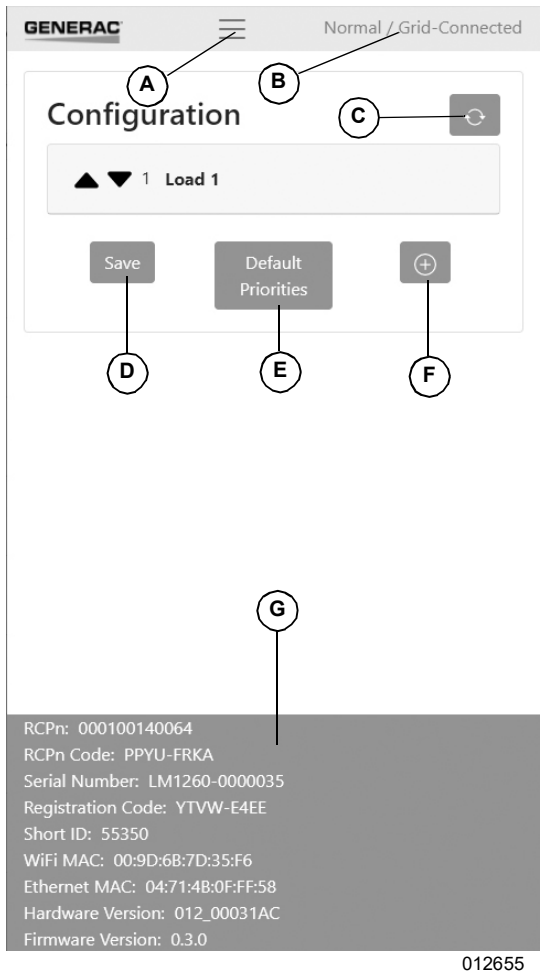 GENERAC Normal / Grid-Connected
A
B
Configuration
C
1 Load 1
Save
Default
Priorities
D
E
F
G
RCPn: 000100140064
RCPn Code: PPYU-FRKA
Serial Number: LM1260-0000035
Registration Code: YTVW-E4EE
Short ID: 55350
WiFi MAC: 00:9D:6B:7D:35:F6
Ethernet MAC: 04:71:4B:0F:FF:58
Hardware Version: 012_00031AC
Firmware Version: 0.3.0
012655